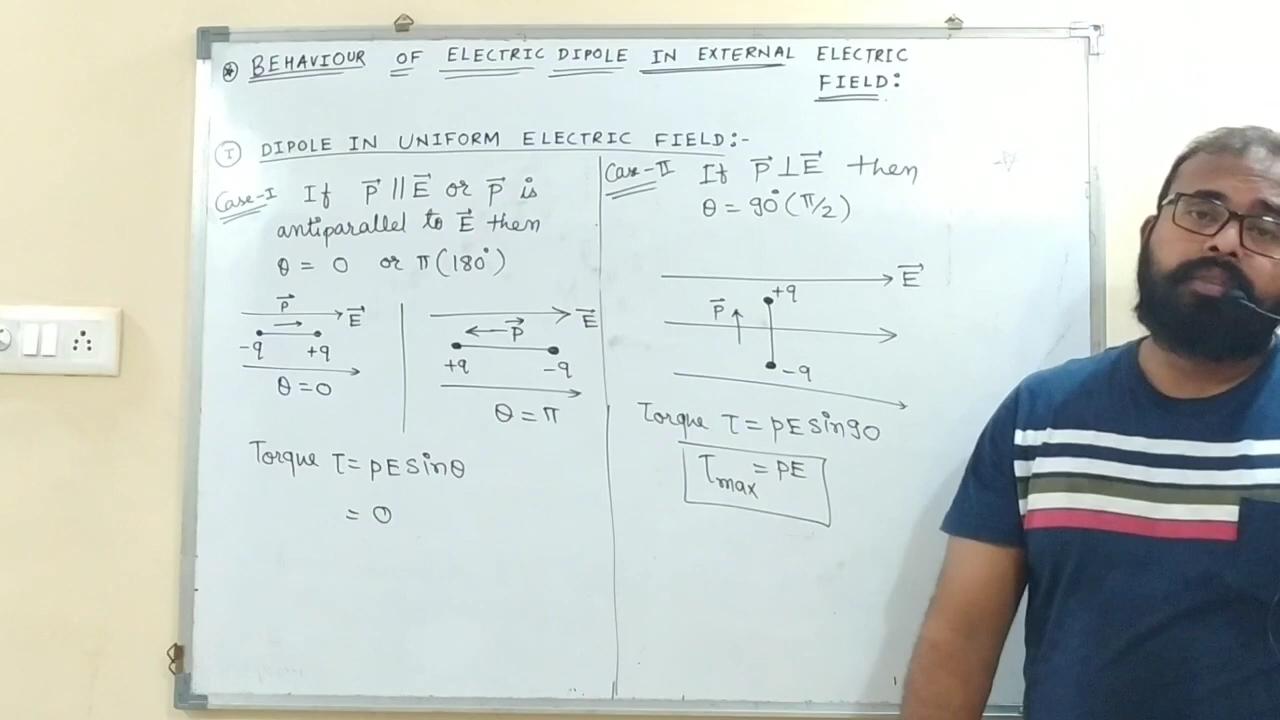 * BEHAVIOUR OF ELECTRIC DIPOLE IN EXTERNAL ELECTRIC
FIELD:
I DIPOLE IN UNIFORM ELECTRIC FIELD:-
Case-I If P⃗ || E⃗ or P⃗ is
antiparallel to E⃗ then
θ = 0 or π(180°)
P⃗
E⃗
-q +q
θ = 0
E⃗
P⃗
+q -q
θ = π
Torque τ = PE sinθ
= 0
Case-II If P⃗ ⊥ E⃗ then
θ = 90° (π/2)
E⃗
+q
P⃗
-q
Torque τ = PE sin90
τmax = PE